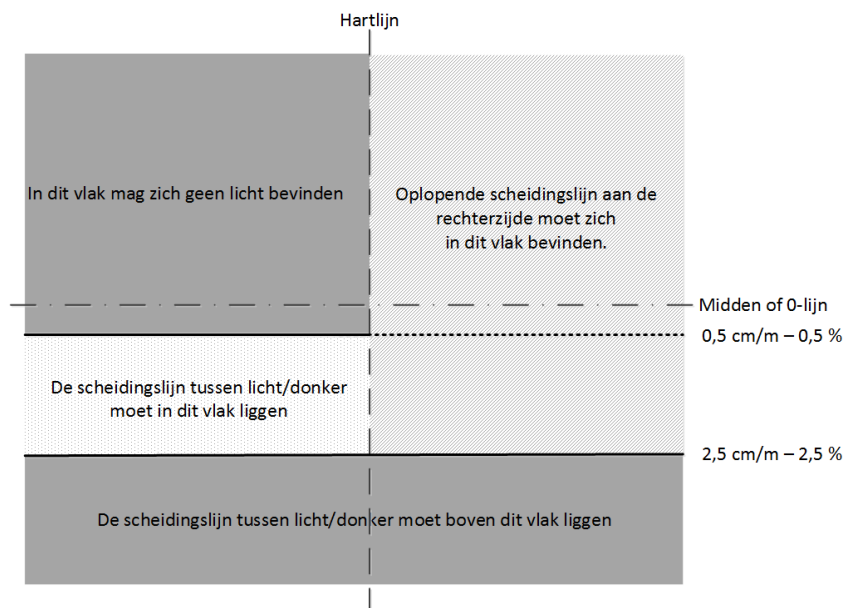 Hartlijn
In dit vlak mag zich geen licht bevinden
Oplopende scheidingslijn aan de
rechterzijde moet zich
in dit vlak bevinden.
Midden of 0-lijn
0,5 cm/m – 0,5 %
De scheidingslijn tussen licht/donker
moet in dit vlak liggen
2,5 cm/m – 2,5 %
De scheidingslijn tussen licht/donker moet boven dit vlak liggen